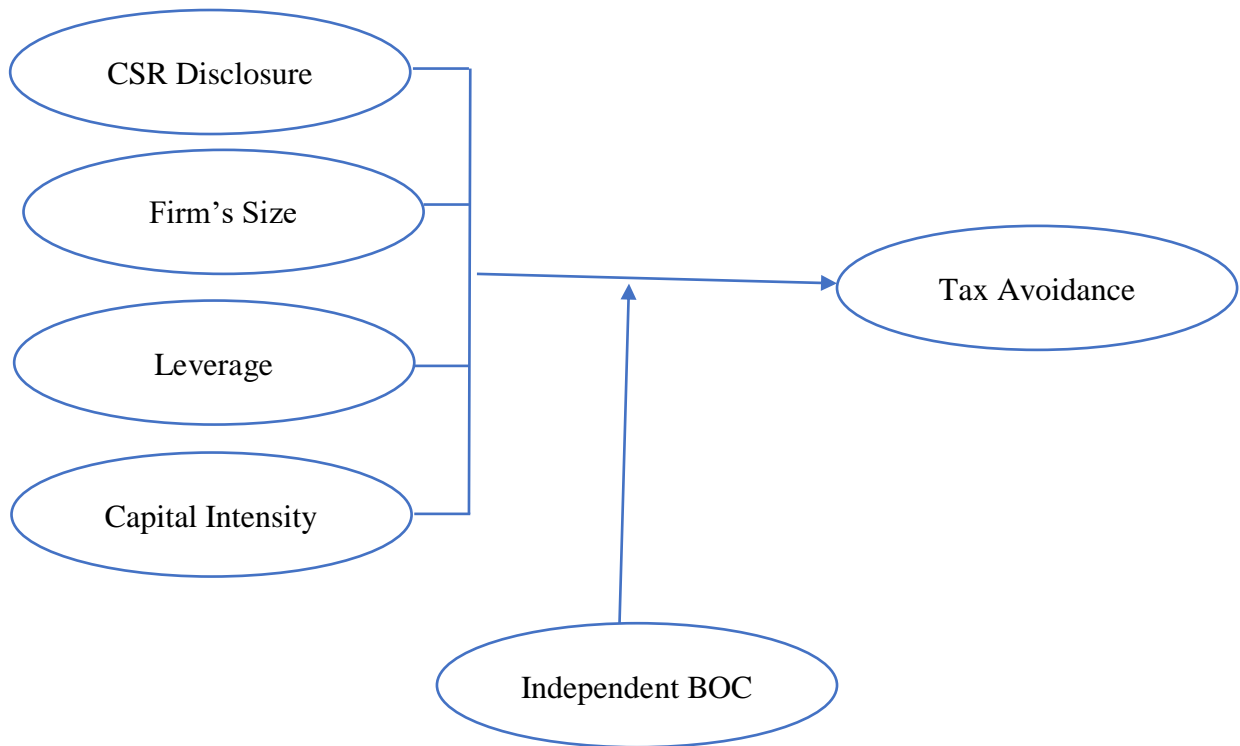 CSR Disclosure
Firm’s Size
Leverage
Capital Intensity
Tax Avoidance
Independent BOC